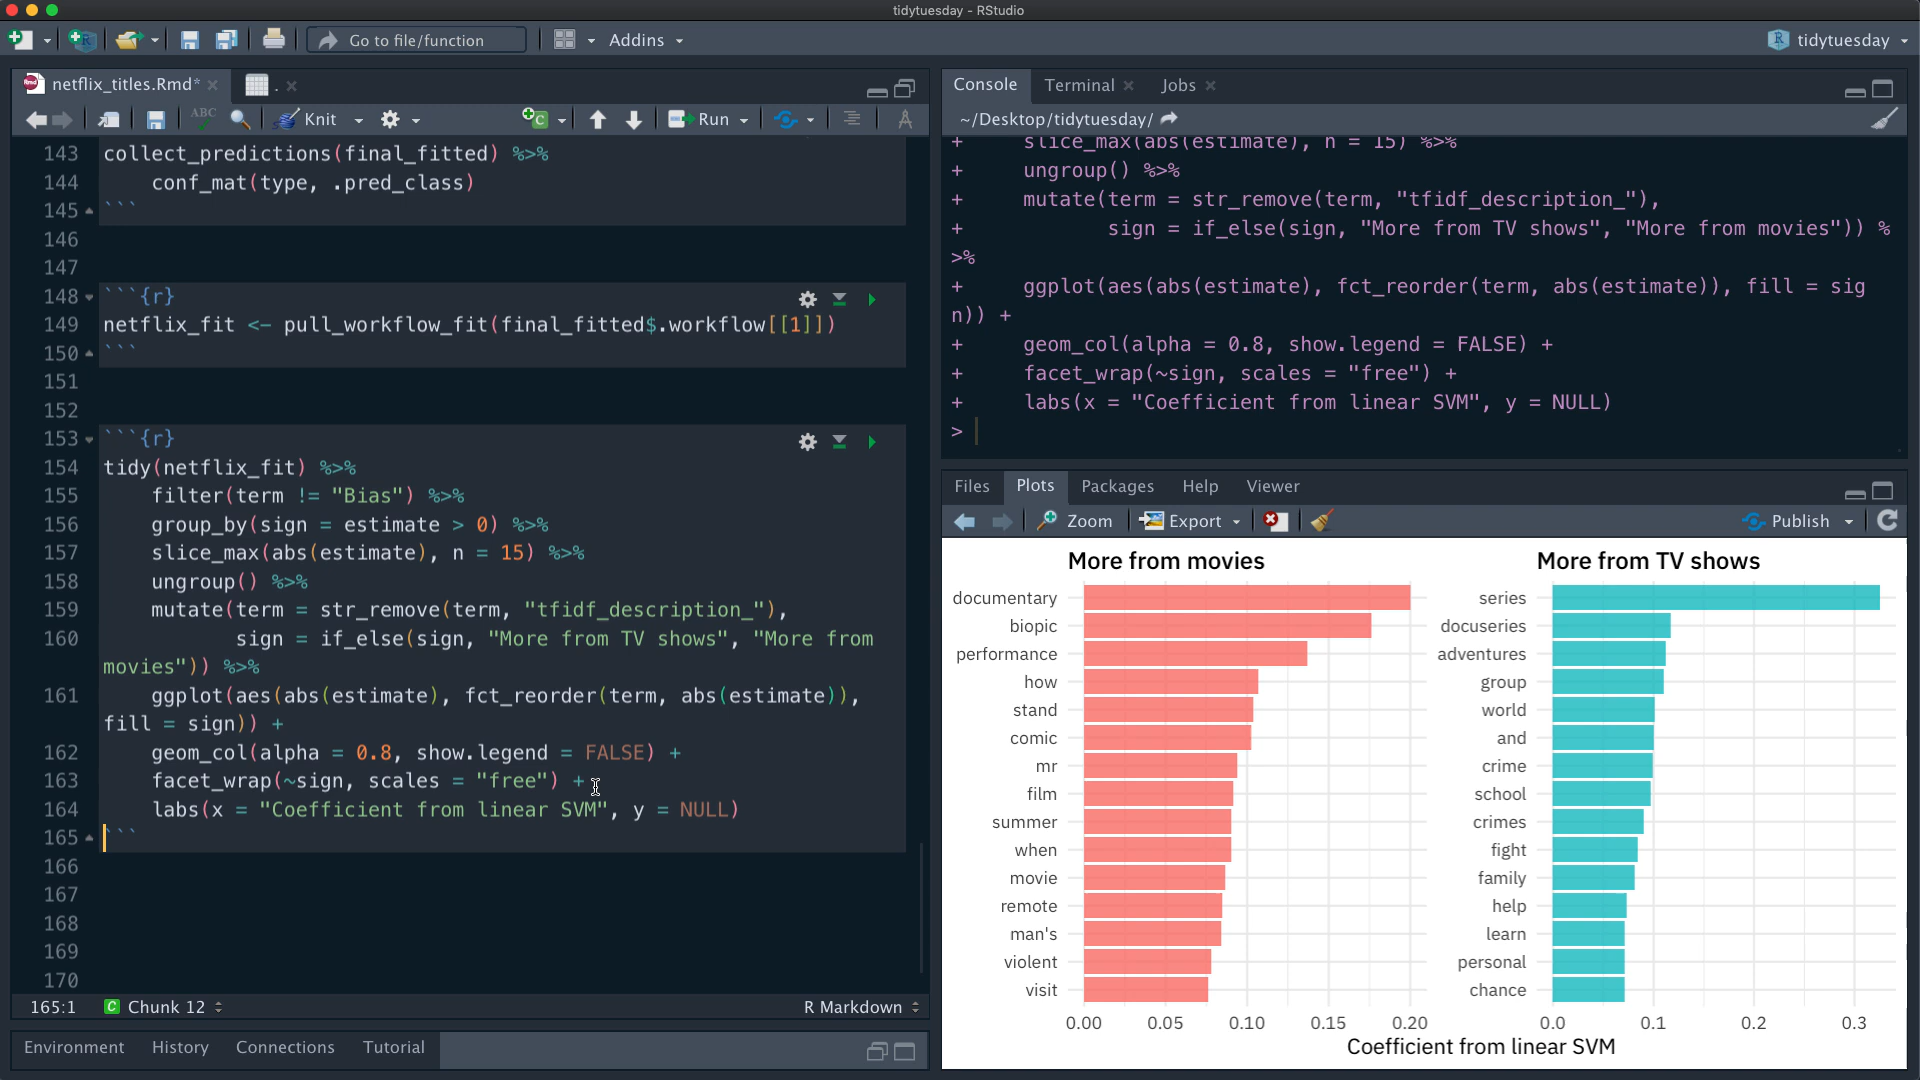 tidytuesday - RStudio
Go to file/function
Addins
tidytuesday
netflix_titles.Rmd*
.
ABC
Knit
Run
143 collect_predictions(final_fitted) %>%
144 conf_mat(type, .pred_class)
145 ```
146
147
148 ```{r}
149 netflix_fit <- pull_workflow_fit(final_fitted$.workflow[[1]])
150 ```
151
152
153 ```{r}
154 tidy(netflix_fit) %>%
155 filter(term != "Bias") %>%
156 group_by(sign = estimate > 0) %>%
157 slice_max(abs(estimate), n = 15) %>%
158 ungroup() %>%
159 mutate(term = str_remove(term, "tfidf_description_"),
160 sign = if_else(sign, "More from TV shows", "More from
movies")) %>%
161 ggplot(aes(abs(estimate), fct_reorder(term, abs(estimate)),
fill = sign)) +
162 geom_col(alpha = 0.8, show.legend = FALSE) +
163 facet_wrap(~sign, scales = "free") +
164 labs(x = "Coefficient from linear SVM", y = NULL)
165 ```
166
167
168
169
170
165:1 C Chunk 12 R Markdown
Environment History Connections Tutorial
Console Terminal Jobs
~/Desktop/tidytuesday/
+ slice_max(abs(estimate), n = 15) %>%
+ ungroup() %>%
+ mutate(term = str_remove(term, "tfidf_description_"),
+ sign = if_else(sign, "More from TV shows", "More from movies")) %
>%
+ ggplot(aes(abs(estimate), fct_reorder(term, abs(estimate)), fill = sig
n)) +
+ geom_col(alpha = 0.8, show.legend = FALSE) +
+ facet_wrap(~sign, scales = "free") +
+ labs(x = "Coefficient from linear SVM", y = NULL)
>
Files Plots Packages Help Viewer
Zoom Export Publish
More from movies
documentary
biopic
performance
how
stand
comic
mr
film
summer
when
movie
remote
man's
violent
visit
0.00 0.05 0.10 0.15 0.20
More from TV shows
series
docuseries
adventures
group
world
and
crime
school
crimes
fight
family
help
learn
personal
chance
0.0 0.1 0.2 0.3
Coefficient from linear SVM